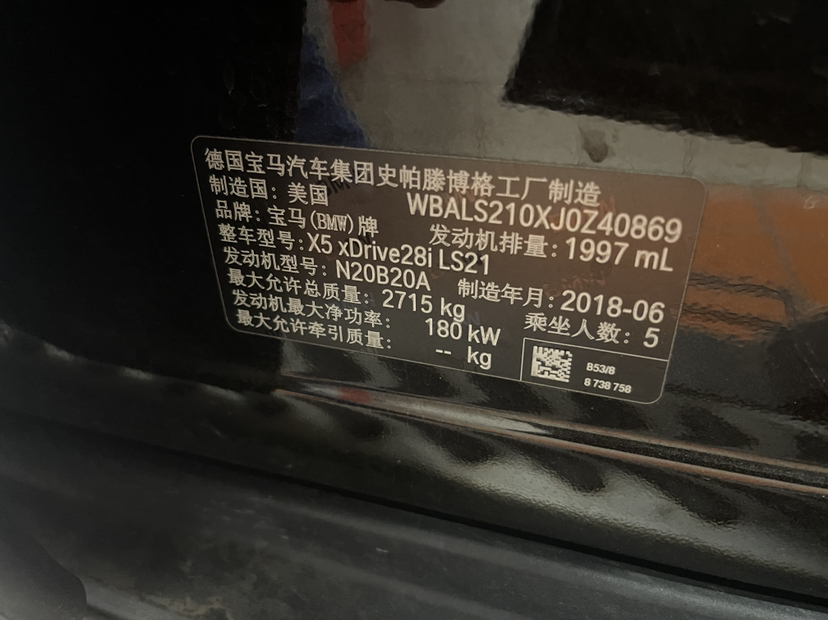 德国宝马汽车集团史帕滕博格工厂制造
制造国: 美国 WBALS210XJ0Z40869
品牌: 宝马(BMW)牌 发动机排量: 1997 mL
整车型号: X5 xDrive28i LS21
发动机型号: N20B20A 制造年月: 2018-06
最大允许总质量: 2715 kg 乘坐人数: 5
发动机最大净功率: 180 kW
最大允许牵引质量: -- kg
B53/8
8 738 758